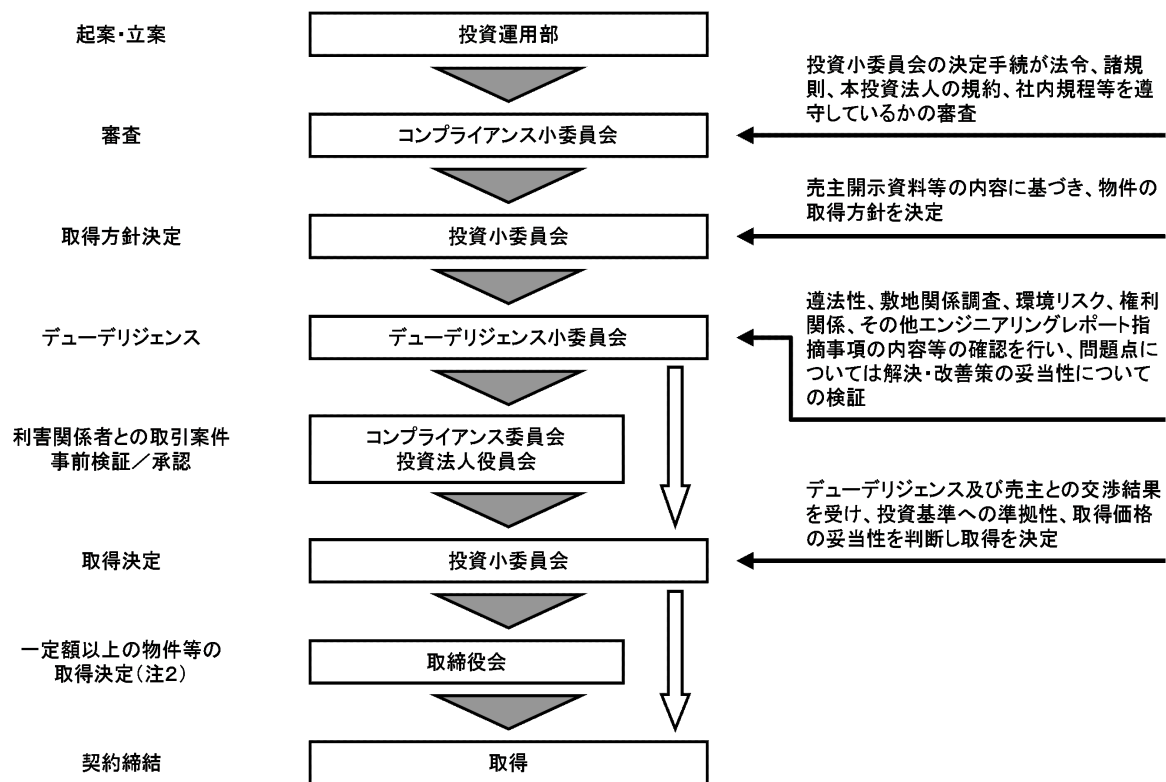 起案・立案
投資運用部
投資小委員会の決定手続が法令、諸規
則、本投資法人の規約、社内規程等を遵
守しているかの審査
審査
コンプライアンス小委員会
売主開示資料等の内容に基づき、物件の
取得方針を決定
取得方針決定
投資小委員会
デューデリジェンス
デューデリジェンス小委員会
遵法性、敷地関係調査、環境リスク、権利
関係、その他エンジニアリングレポート指
摘事項の内容等の確認を行い、問題点に
ついては解決・改善策の妥当性について
の検証
利害関係者との取引案件
事前検証／承認
コンプライアンス委員会
投資法人役員会
デューデリジェンス及び売主との交渉結果
を受け、投資基準への準拠性、取得価格
の妥当性を判断し取得を決定
取得決定
投資小委員会
一定額以上の物件等の
取得決定(注2)
取締役会
契約締結
取得